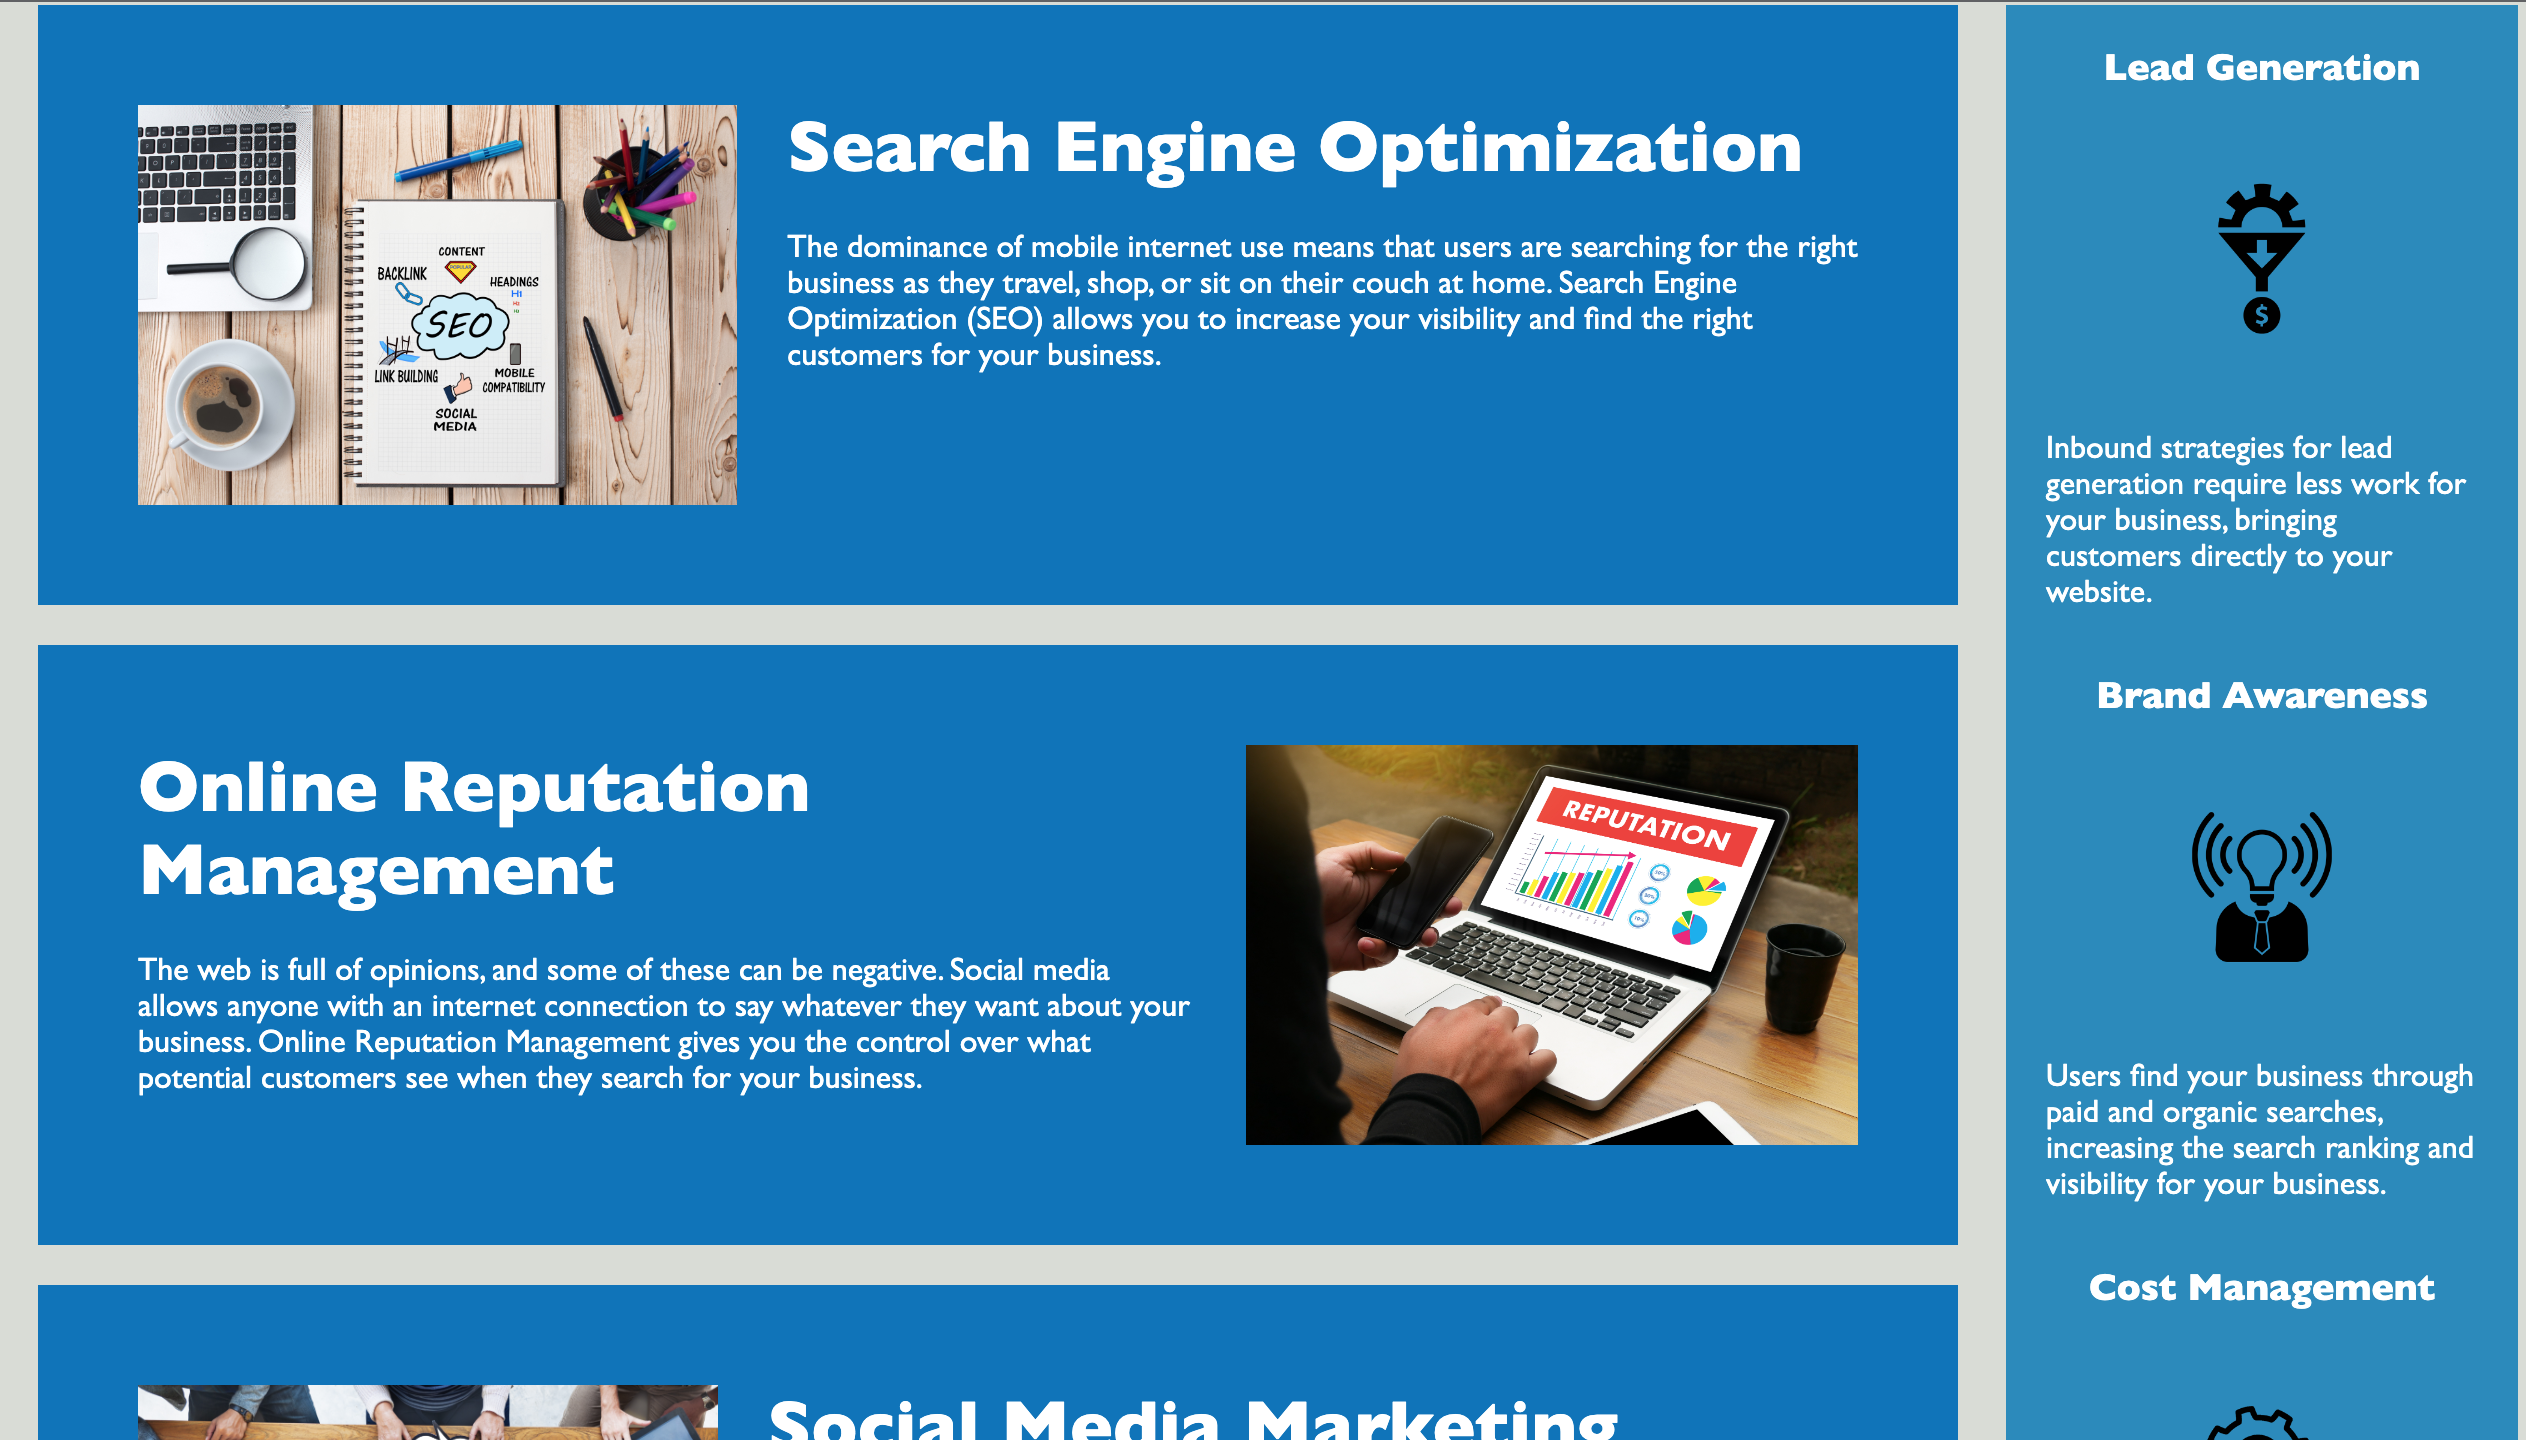 Search Engine Optimization
The dominance of mobile internet use means that users are searching for the right
business as they travel, shop, or sit on their couch at home. Search Engine
Optimization (SEO) allows you to increase your visibility and find the right
customers for your business.
CONTENT
POPULAR
BACKLINK
HEADINGS
H1
SEO
LINK BUILDING
MOBILE
COMPATIBILITY
SOCIAL
MEDIA
Online Reputation
Management
The web is full of opinions, and some of these can be negative. Social media
allows anyone with an internet connection to say whatever they want about your
business. Online Reputation Management gives you the control over what
potential customers see when they search for your business.
REPUTATION
Social Media Marketing
Lead Generation
$
Inbound strategies for lead
generation require less work for
your business, bringing
customers directly to your
website.
Brand Awareness
Users find your business through
paid and organic searches,
increasing the search ranking and
visibility for your business.
Cost Management